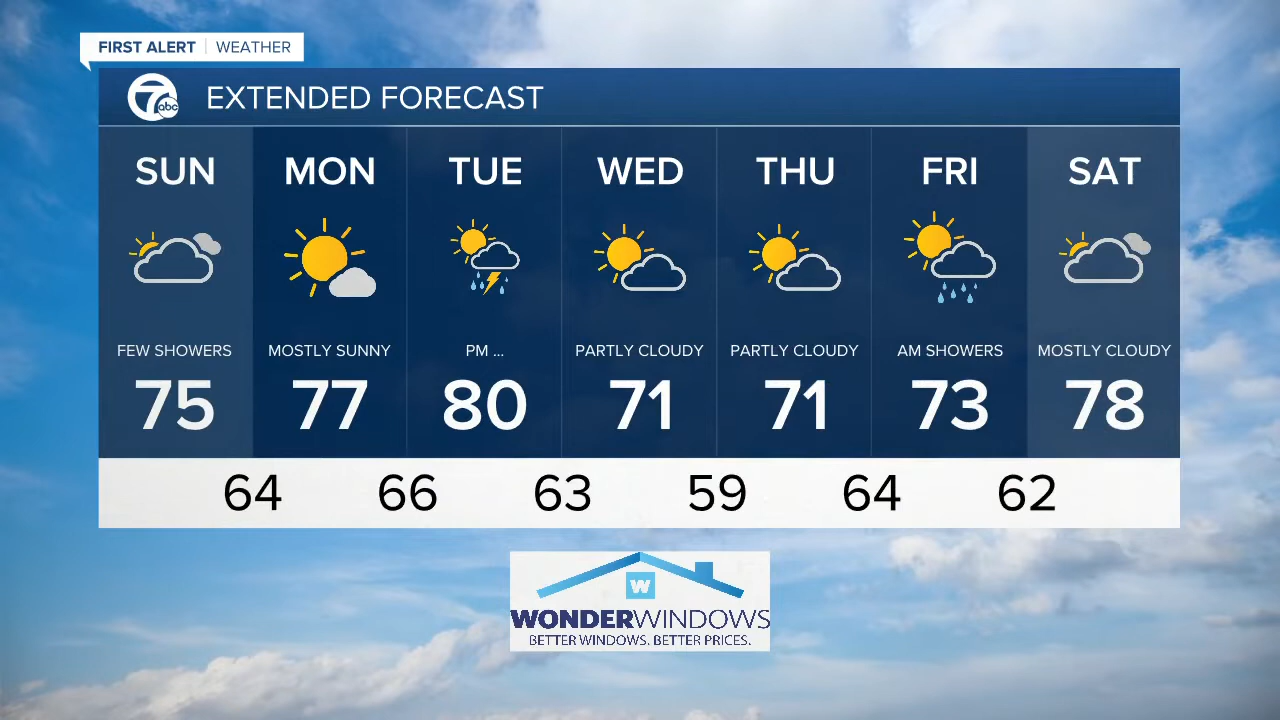 FIRST ALERT | WEATHER
7 abc EXTENDED FORECAST
SUN MON TUE WED THU FRI SAT
FEW SHOWERS MOSTLY SUNNY PM ... PARTLY CLOUDY PARTLY CLOUDY AM SHOWERS MOSTLY CLOUDY
75 77 80 71 71 73 78
64 66 63 59 64 62
W
WONDERWINDOWS
BETTER WINDOWS. BETTER PRICES.